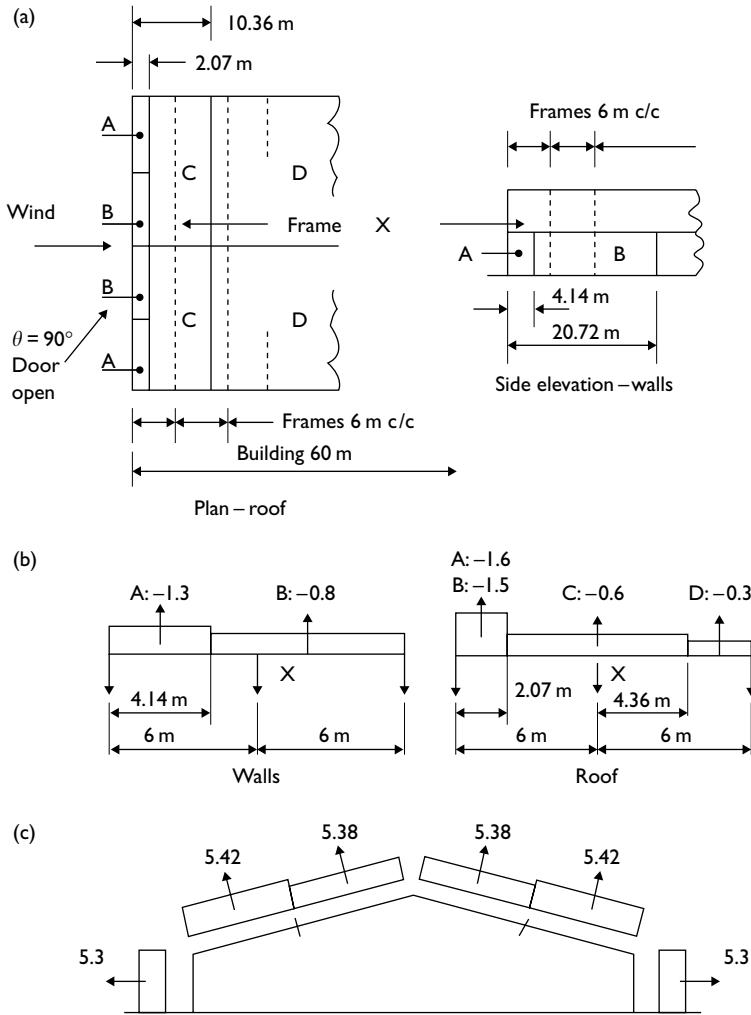 (a)
10.36 m
2.07 m
A
C
D
B
Wind
Frame X
B
θ = 90°
Door
open
C
D
A
Frames 6 m c/c
Building 60 m
Plan – roof
Frames 6 m c/c
A
B
4.14 m
20.72 m
Side elevation – walls
(b)
A: –1.3
B: –0.8
X
4.14 m
6 m
6 m
Walls
A: –1.6
B: –1.5
C: –0.6
D: –0.3
X
2.07 m
4.36 m
6 m
6 m
Roof
(c)
5.42
5.38
5.38
5.42
5.3
5.3